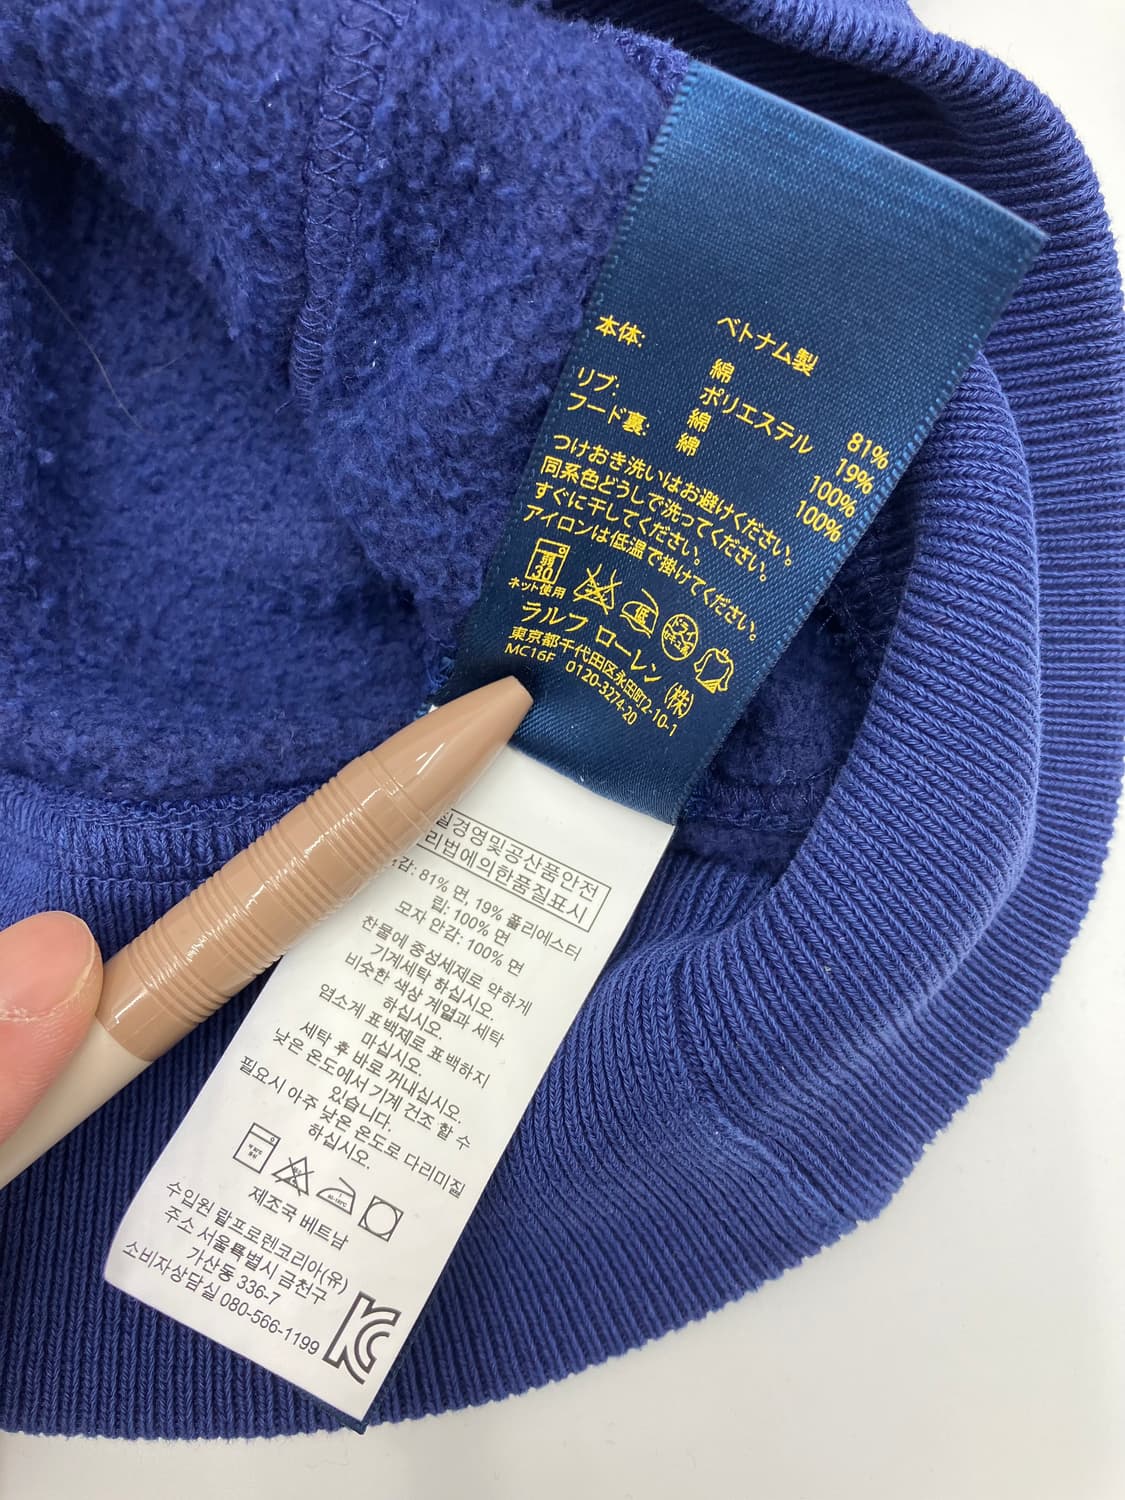 ベトナム製
本体: 綿 81%
ポリエステル 19%
リブ: 綿 100%
フード裏: 綿 100%
つけおき洗いはお避けください。
同系色どうしで洗ってください。
すぐに干してください。
アイロンは低温で掛けてください。
弱
30
ネット使用
低
ドライ
ラルフ ローレン (株)
東京都千代田区永田町2-10-1
MC16F 0120-3274-20
질경영및공산품안전
리법에의한품질표시
감: 81% 면, 19% 폴리에스터
립: 100% 면
모자 안감: 100% 면
찬물에 중성세제로 약하게
기계세탁 하십시오.
비슷한 색상 계열과 세탁
하십시오.
염소계 표백제로 표백하지
마십시오.
세탁 후 바로 꺼내십시오.
낮은 온도에서 기계 건조 할 수
있습니다.
필요시 아주 낮은 온도로 다리미질
하십시오.
제조국 베트남
수입원 랄프로렌코리아(유)
주소 서울특별시 금천구
가산동 336-7
소비자상담실 080-566-1199